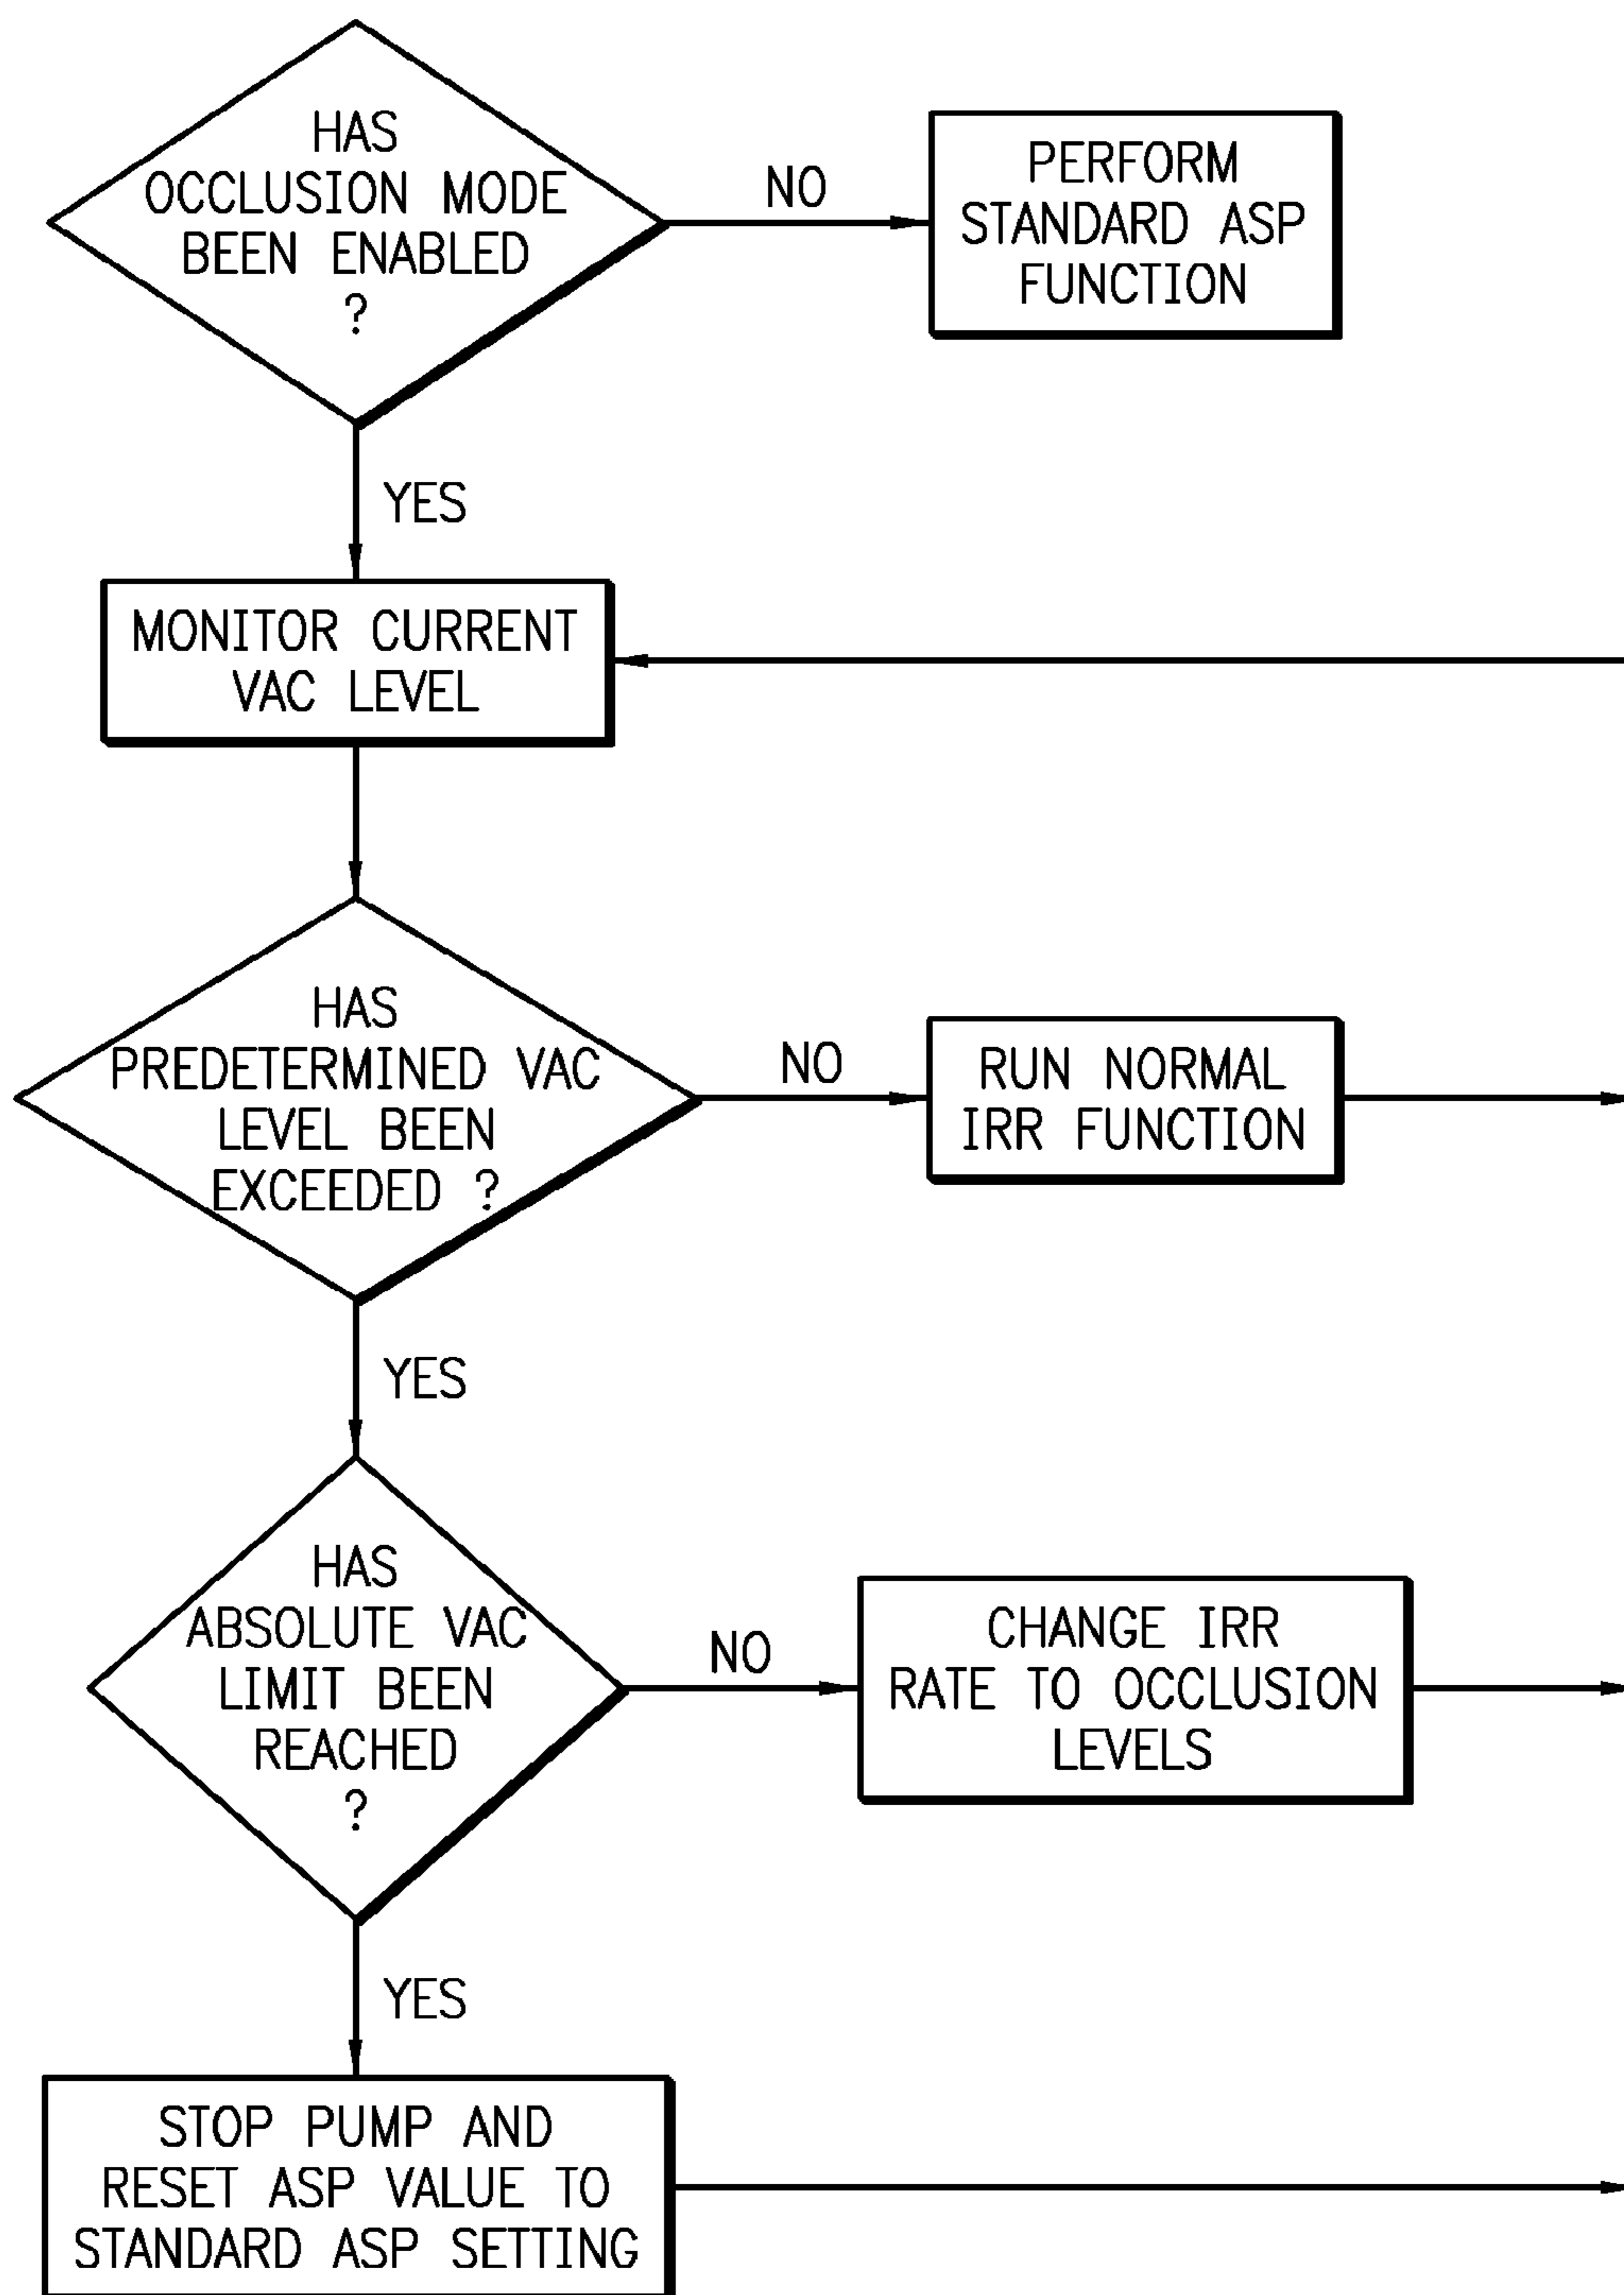 HAS
OCCLUSION MODE
BEEN ENABLED
?
NO
PERFORM
STANDARD ASP
FUNCTION
YES
MONITOR CURRENT
VAC LEVEL
HAS
PREDETERMINED VAC
LEVEL BEEN
EXCEEDED ?
NO
RUN NORMAL
IRR FUNCTION
YES
HAS
ABSOLUTE VAC
LIMIT BEEN
REACHED
?
NO
CHANGE IRR
RATE TO OCCLUSION
LEVELS
YES
STOP PUMP AND
RESET ASP VALUE TO
STANDARD ASP SETTING